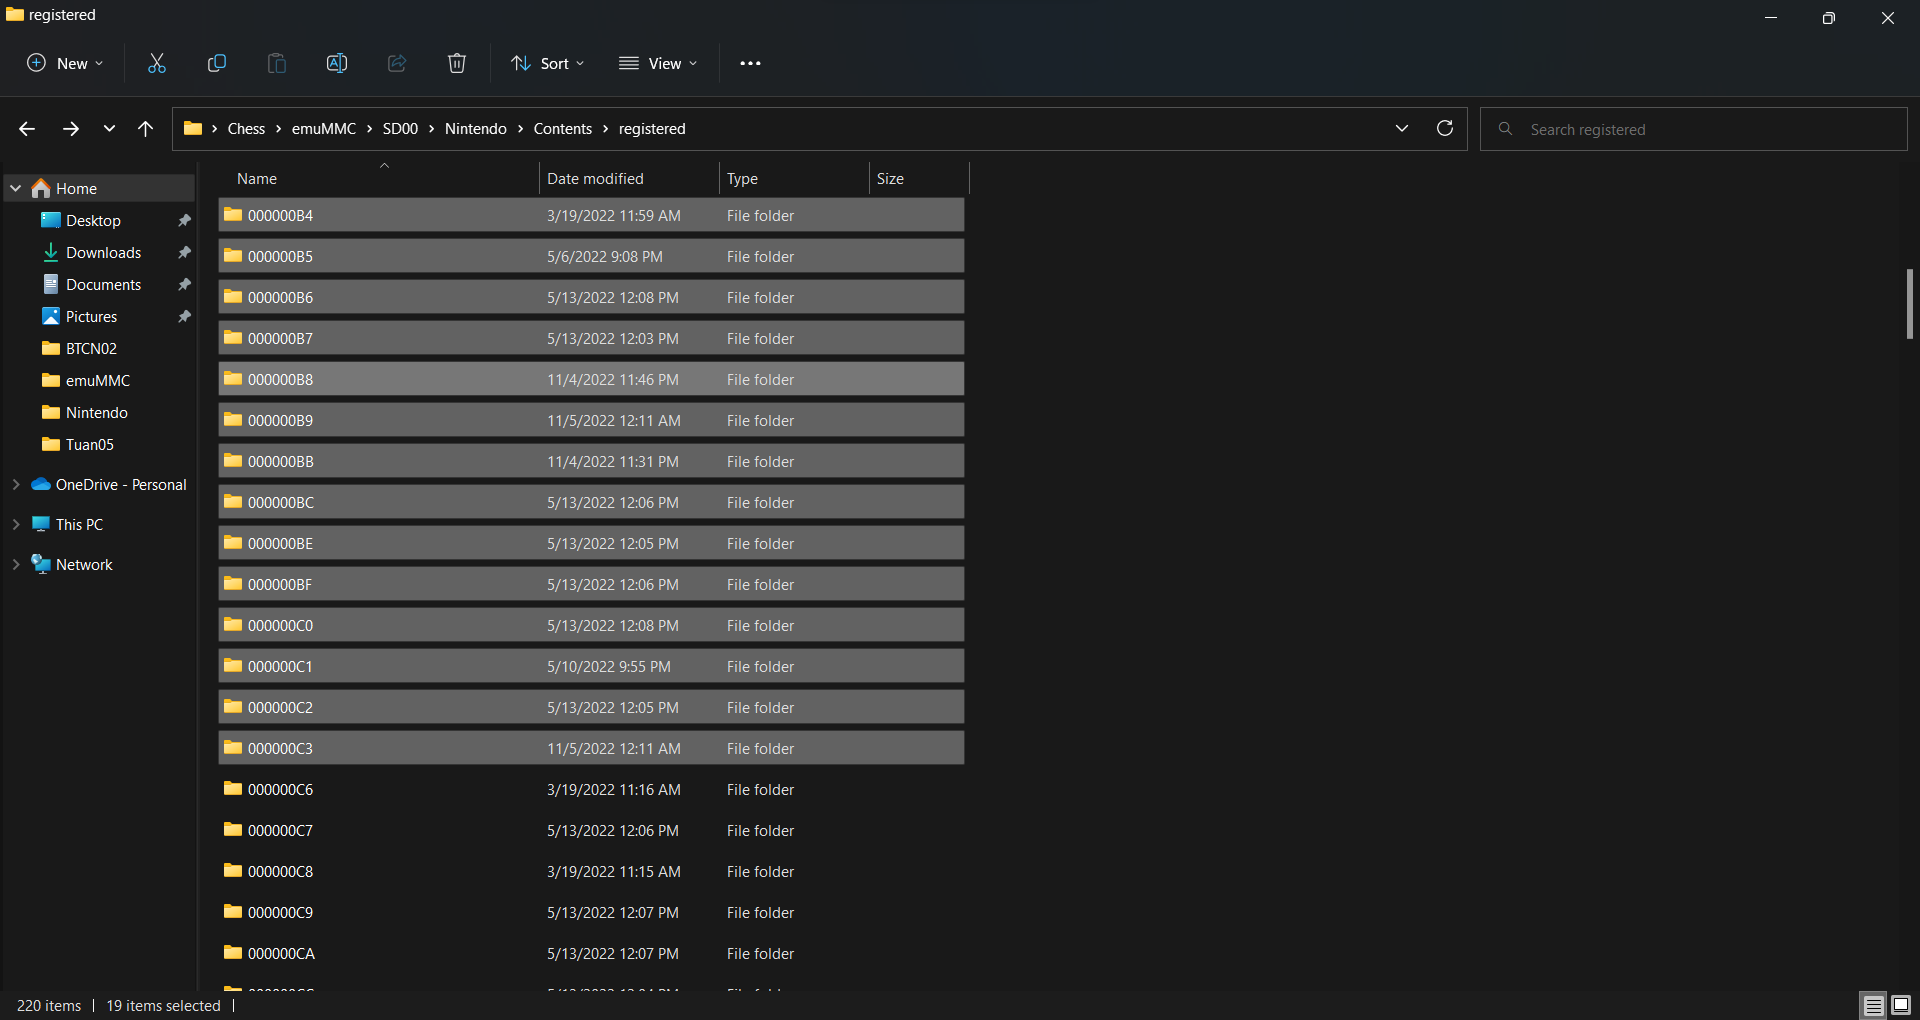 registered
New
Sort
View
Chess > emuMMC > SD00 > Nintendo > Contents > registered
Search registered
Home
Desktop
Downloads
Documents
Pictures
BTCN02
emuMMC
Nintendo
Tuan05
OneDrive - Personal
This PC
Network
Name Date modified Type Size
000000B4 3/19/2022 11:59 AM File folder
000000B5 5/6/2022 9:08 PM File folder
000000B6 5/13/2022 12:08 PM File folder
000000B7 5/13/2022 12:03 PM File folder
000000B8 11/4/2022 11:46 PM File folder
000000B9 11/5/2022 12:11 AM File folder
000000BB 11/4/2022 11:31 PM File folder
000000BC 5/13/2022 12:06 PM File folder
000000BE 5/13/2022 12:05 PM File folder
000000BF 5/13/2022 12:06 PM File folder
000000C0 5/13/2022 12:08 PM File folder
000000C1 5/10/2022 9:55 PM File folder
000000C2 5/13/2022 12:05 PM File folder
000000C3 11/5/2022 12:11 AM File folder
000000C6 3/19/2022 11:16 AM File folder
000000C7 5/13/2022 12:06 PM File folder
000000C8 3/19/2022 11:15 AM File folder
000000C9 5/13/2022 12:07 PM File folder
000000CA 5/13/2022 12:07 PM File folder
220 items | 19 items selected |